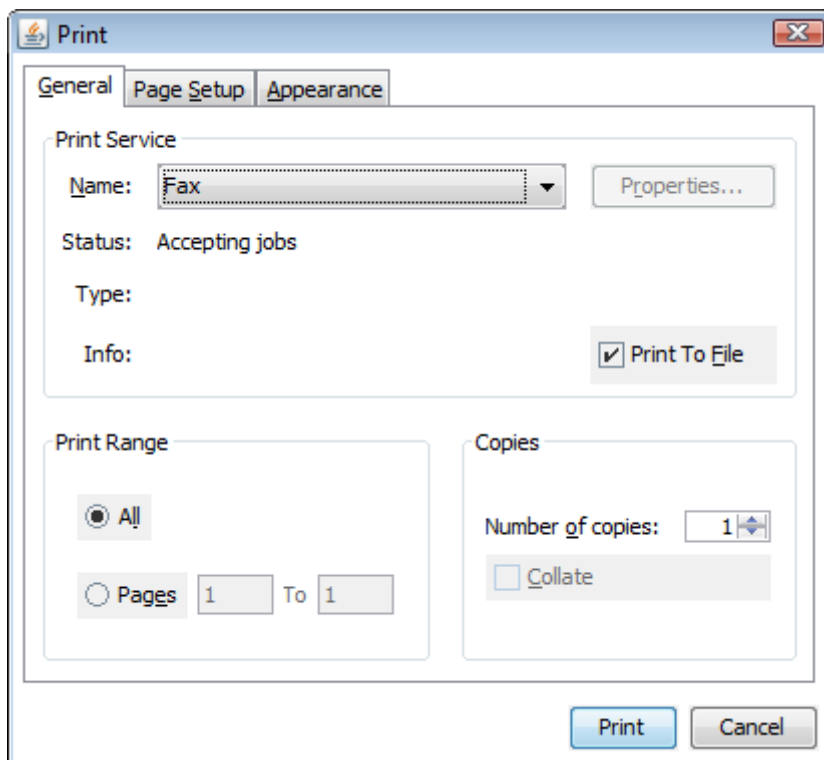 Print
General Page Setup Appearance
Print Service
Name: Fax Properties...
Status: Accepting jobs
Type:
Info: Print To File
Print Range Copies
All
Number of copies: 1
Pages 1 To 1 Collate
Print Cancel